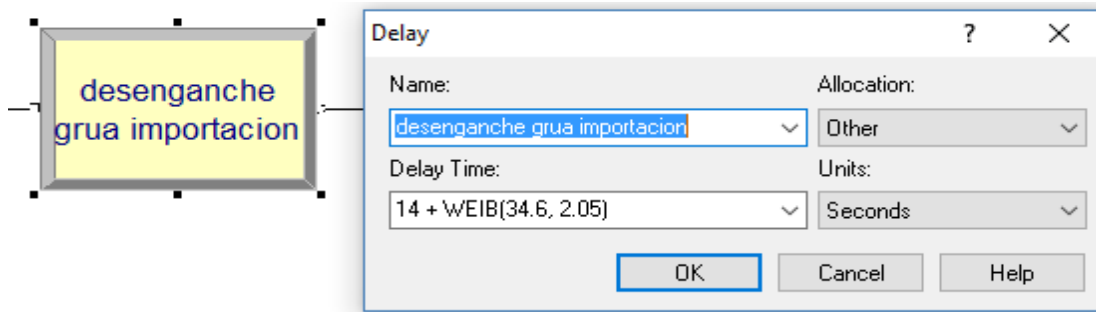 desenganche
grua importacion
Delay
?
Name:
Allocation:
desenganche grua importacion
Other
Delay Time:
Units:
14 + WEIB(34.6, 2.05)
Seconds
OK
Cancel
Help